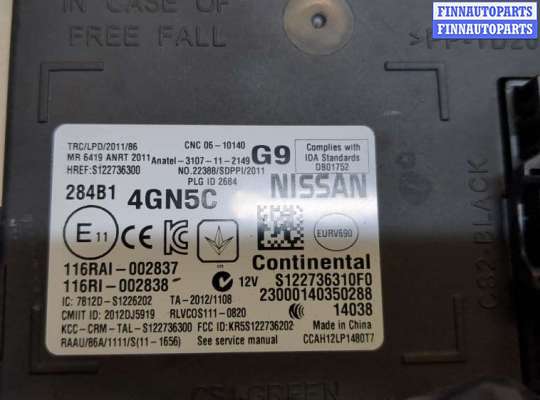 FINNAUTOPARTS
FINNAUTOPARTS
IN CASE OF
FREE FALL
TRC/LPD/2011/86
CNC 06-10140
MR 6419 ANRT 2011
Anatel-3107-11-2149
G9
HREF:S122736300
NO.22388/SDPPI/2011
PLG ID 2684
Complies with
IDA Standards
DB01752
284B1
4GN5C
NISSAN
E11
CE
EURV690
116RAI-002837
116RI-002838
12V
Continental
S122736310F0
IC: 7812D-S1226202
TA-2012/1108
23000140350288
CMIIT ID: 2012DJ5919
RLVCOS111-0820
14038
KCC-CRM-TAL-S122736300
FCC ID:KR5S122736202
Made in China
RAAU/86A/1111/S(11-1656)
See service manual
CCAH12LP1480T7
C32-BLACK